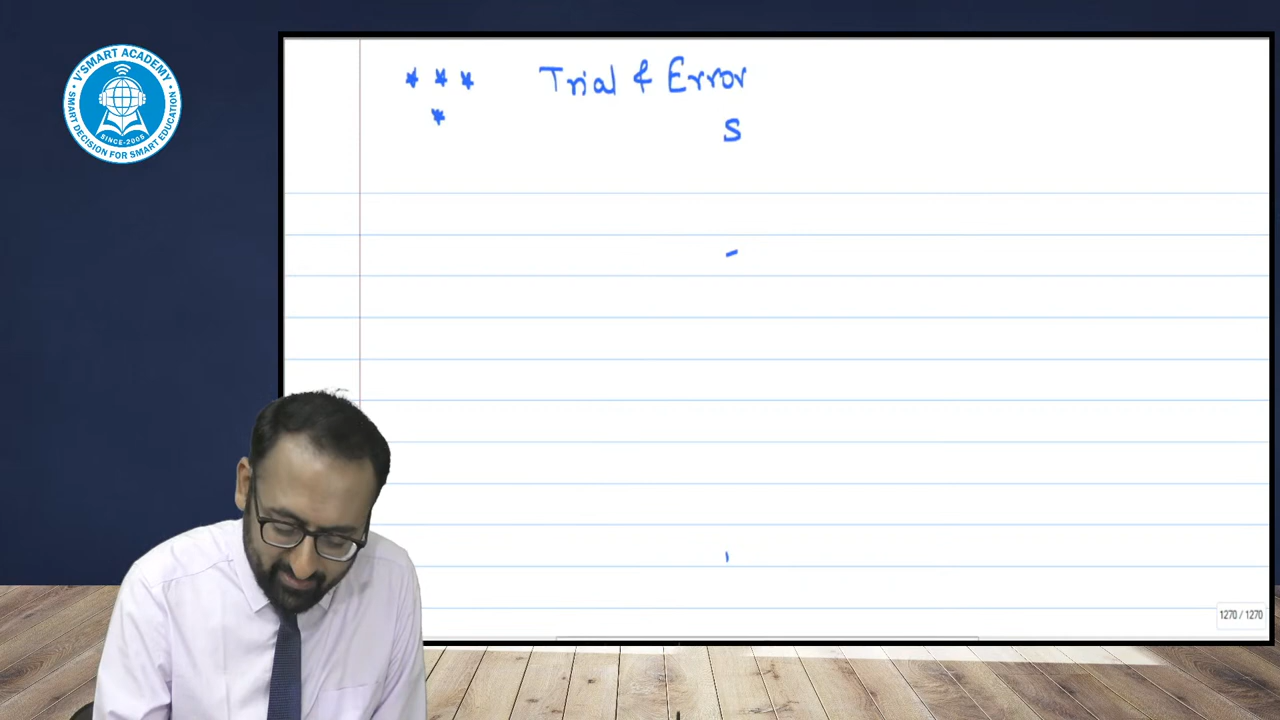 V'SMART ACADEMY
SINCE-2006
SMART DECISION FOR SMART EDUCATION
*** Trial & Error
* S
-
1270 / 1270